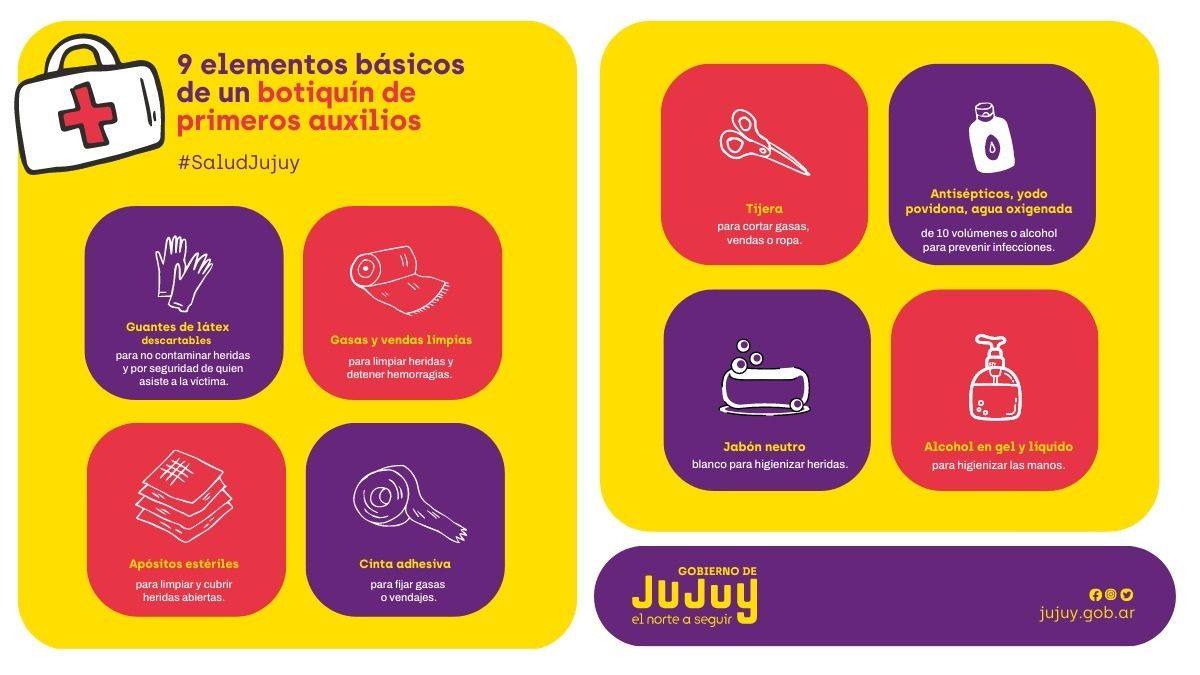 9 elementos básicos
de un botiquín de
primeros auxilios
#SaludJujuy
Guantes de látex
descartables
para no contaminar heridas
y por seguridad de quien
asiste a la víctima.
Gasas y vendas limpias
para limpiar heridas y
detener hemorragias.
Apósitos estériles
para limpiar y cubrir
heridas abiertas.
Cinta adhesiva
para fijar gasas
o vendajes.
Tijera
para cortar gasas,
vendas o ropa.
Antisépticos, yodo
povidona, agua oxigenada
de 10 volúmenes o alcohol
para prevenir infecciones.
Jabón neutro
blanco para higienizar heridas.
Alcohol en gel y líquido
para higienizar las manos.
GOBIERNO DE
JUJUY
el norte a seguir
jujuy.gob.ar